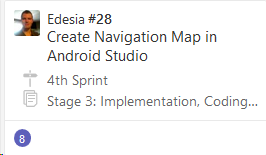 Edesia #28
Create Navigation Map in
Android Studio
4th Sprint
Stage 3: Implementation, Coding...
8